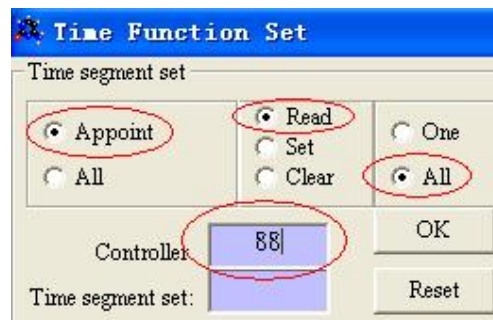 Time Function Set
Time segment set
Appoint
All
Read
Set
Clear
One
All
Controller
88
OK
Time segment set:
Reset